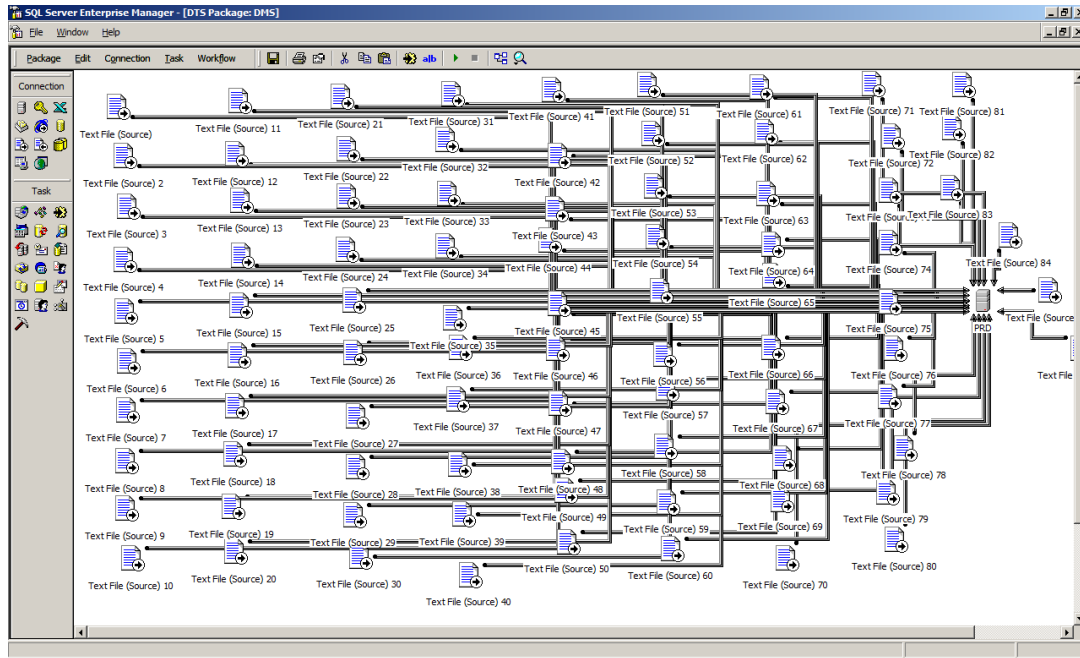 SQL Server Enterprise Manager - [DTS Package: DMS]
File Window Help
Package Edit Connection Task Workflow
alb
Connection
Task
Text File (Source)
Text File (Source) 2
Text File (Source) 3
Text File (Source) 4
Text File (Source) 5
Text File (Source) 6
Text File (Source) 7
Text File (Source) 8
Text File (Source) 9
Text File (Source) 10
Text File (Source) 11
Text File (Source) 12
Text File (Source) 13
Text File (Source) 14
Text File (Source) 15
Text File (Source) 16
Text File (Source) 17
Text File (Source) 18
Text File (Source) 19
Text File (Source) 20
Text File (Source) 21
Text File (Source) 22
Text File (Source) 23
Text File (Source) 24
Text File (Source) 25
Text File (Source) 26
Text File (Source) 27
Text File (Source) 28
Text File (Source) 29
Text File (Source) 30
Text File (Source) 31
Text File (Source) 32
Text File (Source) 33
Text File (Source) 34
Text File (Source) 35
Text File (Source) 36
Text File (Source) 37
Text File (Source) 38
Text File (Source) 39
Text File (Source) 40
Text File (Source) 41
Text File (Source) 42
Text File (Source) 43
Text File (Source) 44
Text File (Source) 45
Text File (Source) 46
Text File (Source) 47
Text File (Source) 48
Text File (Source) 49
Text File (Source) 50
Text File (Source) 51
Text File (Source) 52
Text File (Source) 53
Text File (Source) 54
Text File (Source) 55
Text File (Source) 56
Text File (Source) 57
Text File (Source) 58
Text File (Source) 59
Text File (Source) 60
Text File (Source) 61
Text File (Source) 62
Text File (Source) 63
Text File (Source) 64
Text File (Source) 65
Text File (Source) 66
Text File (Source) 67
Text File (Source) 68
Text File (Source) 69
Text File (Source) 70
Text File (Source) 71
Text File (Source) 72
Text File (Sour
Text File (Source) 74
Text File (Source) 75
Text File (Source) 76
Text File (Source) 77
Text File (Source) 78
Text File (Source) 79
Text File (Source) 80
Text File (Source) 81
Text File (Source) 82
Text File (Source) 83
Text File (Source) 84
Text File (Source
Text File
PRD